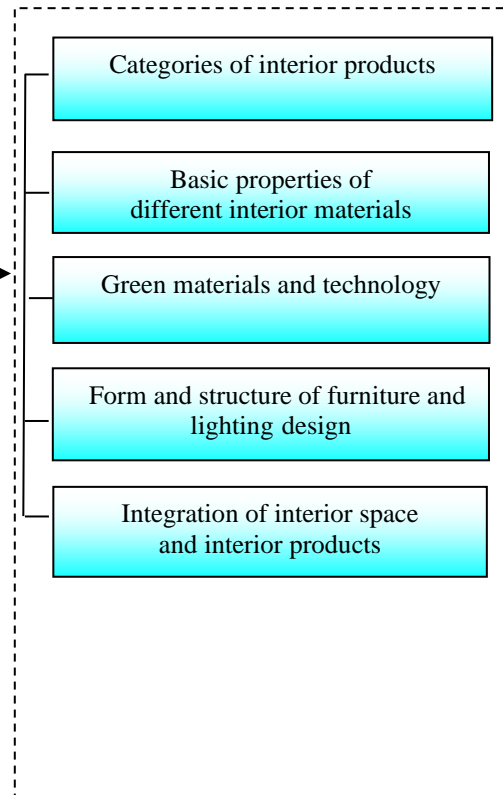 Categories of interior products
Basic properties of
different interior materials
Green materials and technology
Form and structure of furniture and
lighting design
Integration of interior space
and interior products